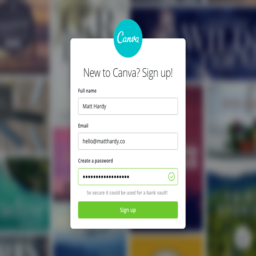 Canva
New to Canva? Sign up!
Full name
Matt Hardy
Email
hello@matthardy.co
Create a password
So secure it could be used for a bank vault!
Sign up